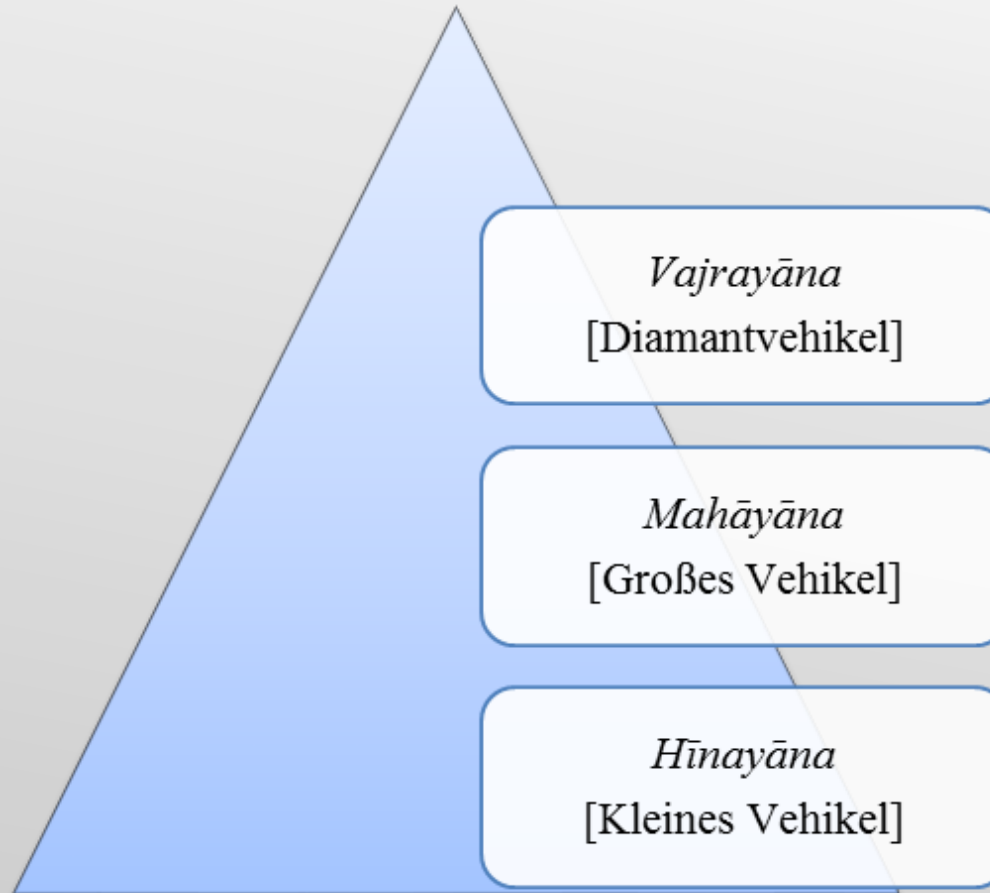 Vajrayāna
[Diamantvehikel]
Mahāyāna
[Großes Vehikel]
Hīnayāna
[Kleines Vehikel]